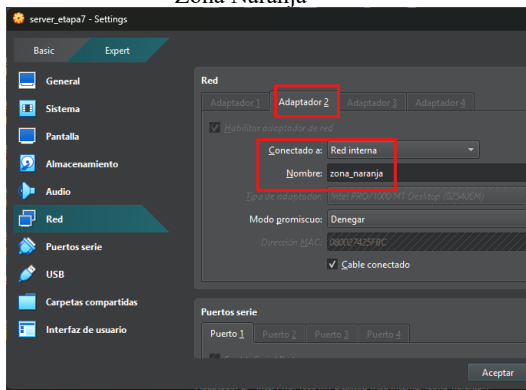 Zona Naranja
server_etapa7 - Settings
Basic Expert
General
Sistema
Pantalla
Almacenamiento
Audio
Red
Puertos serie
USB
Carpetas compartidas
Interfaz de usuario
Red
Adaptador 1 Adaptador 2 Adaptador 3 Adaptador 4
Habilitar adaptador de red
Conectado a: Red interna
Nombre: zona_naranja
Tipo de adaptador: Intel PRO/1000 MT Desktop (82540EM)
Modo promiscuo: Denegar
Dirección MAC: 080027425FBC
Cable conectado
Puertos serie
Puerto 1 Puerto 2 Puerto 3 Puerto 4
Aceptar